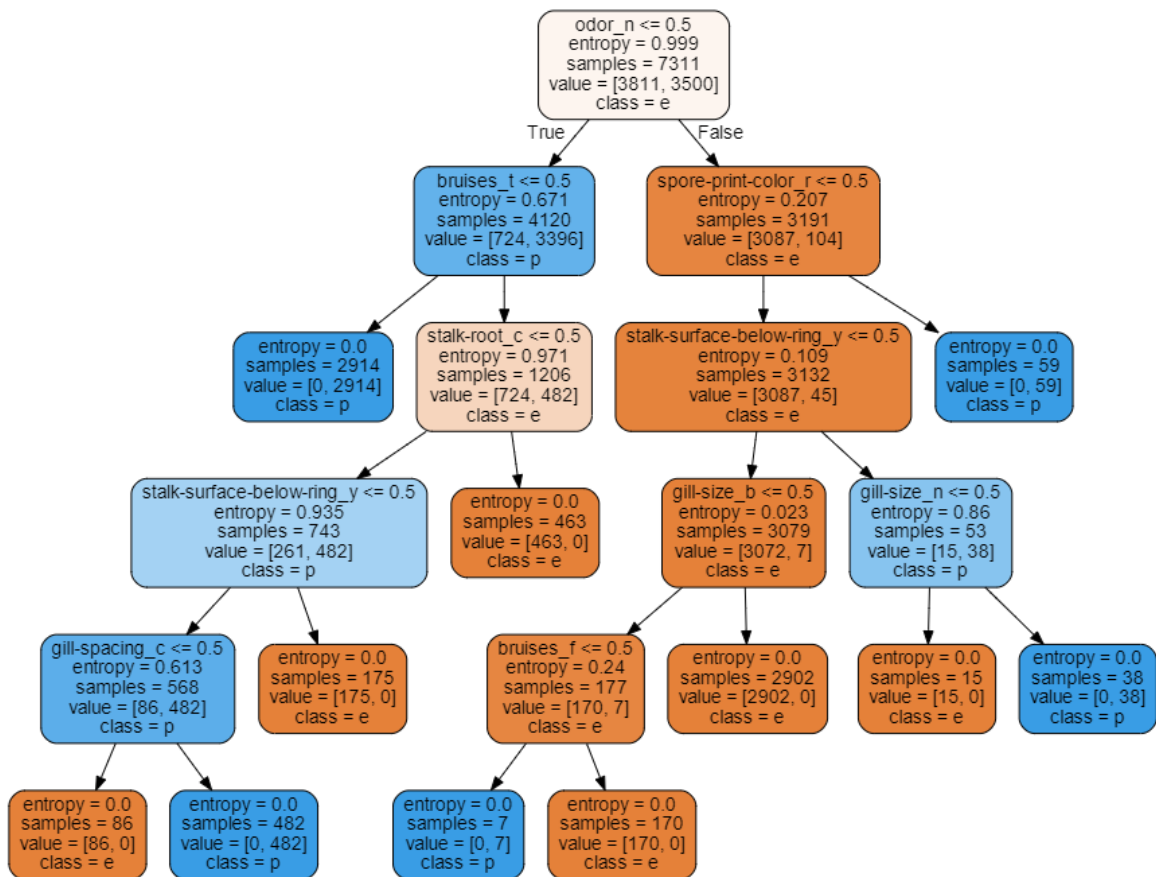 odor_n <= 0.5
entropy = 0.999
samples = 7311
value = [3811, 3500]
class = e
True
False
bruises_t <= 0.5
entropy = 0.671
samples = 4120
value = [724, 3396]
class = p
spore-print-color_r <= 0.5
entropy = 0.207
samples = 3191
value = [3087, 104]
class = e
entropy = 0.0
samples = 2914
value = [0, 2914]
class = p
stalk-root_c <= 0.5
entropy = 0.971
samples = 1206
value = [724, 482]
class = e
stalk-surface-below-ring_y <= 0.5
entropy = 0.109
samples = 3132
value = [3087, 45]
class = e
entropy = 0.0
samples = 59
value = [0, 59]
class = p
stalk-surface-below-ring_y <= 0.5
entropy = 0.935
samples = 743
value = [261, 482]
class = p
entropy = 0.0
samples = 463
value = [463, 0]
class = e
gill-size_b <= 0.5
entropy = 0.023
samples = 3079
value = [3072, 7]
class = e
gill-size_n <= 0.5
entropy = 0.86
samples = 53
value = [15, 38]
class = p
gill-spacing_c <= 0.5
entropy = 0.613
samples = 568
value = [86, 482]
class = p
entropy = 0.0
samples = 175
value = [175, 0]
class = e
bruises_f <= 0.5
entropy = 0.24
samples = 177
value = [170, 7]
class = e
entropy = 0.0
samples = 2902
value = [2902, 0]
class = e
entropy = 0.0
samples = 15
value = [15, 0]
class = e
entropy = 0.0
samples = 38
value = [0, 38]
class = p
entropy = 0.0
samples = 86
value = [86, 0]
class = e
entropy = 0.0
samples = 482
value = [0, 482]
class = p
entropy = 0.0
samples = 7
value = [0, 7]
class = p
entropy = 0.0
samples = 170
value = [170, 0]
class = e